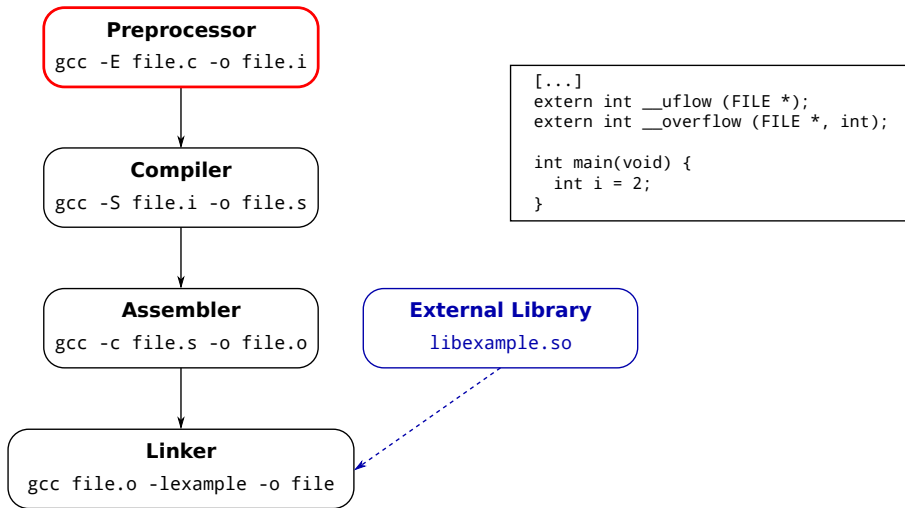 Preprocessor
gcc -E file.c -o file.i
[...]
extern int __uflow (FILE *);
extern int __overflow (FILE *, int);
int main(void) {
  int i = 2;
}
Compiler
gcc -S file.i -o file.s
Assembler
gcc -c file.s -o file.o
External Library
libexample.so
Linker
gcc file.o -lexample -o file